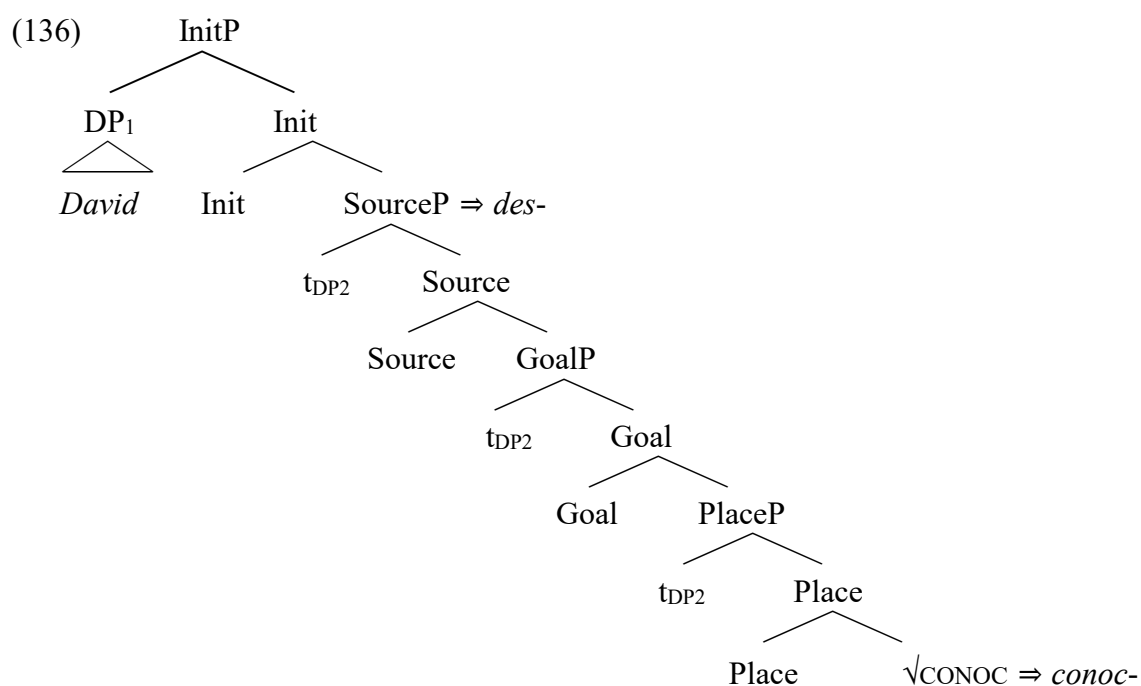 (136) InitP
DP1 Init
David Init SourceP ⇒ des-
tDP2 Source
Source GoalP
tDP2 Goal
Goal PlaceP
tDP2 Place
Place √CONOC ⇒ conoc-